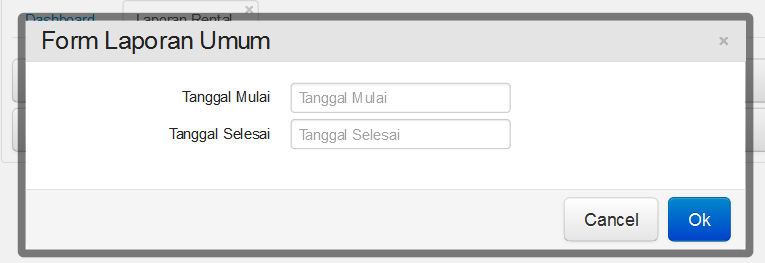 Dashboard
Laporan Rental
×
Form Laporan Umum
×
Tanggal Mulai
Tanggal Mulai
Tanggal Selesai
Tanggal Selesai
Cancel
Ok